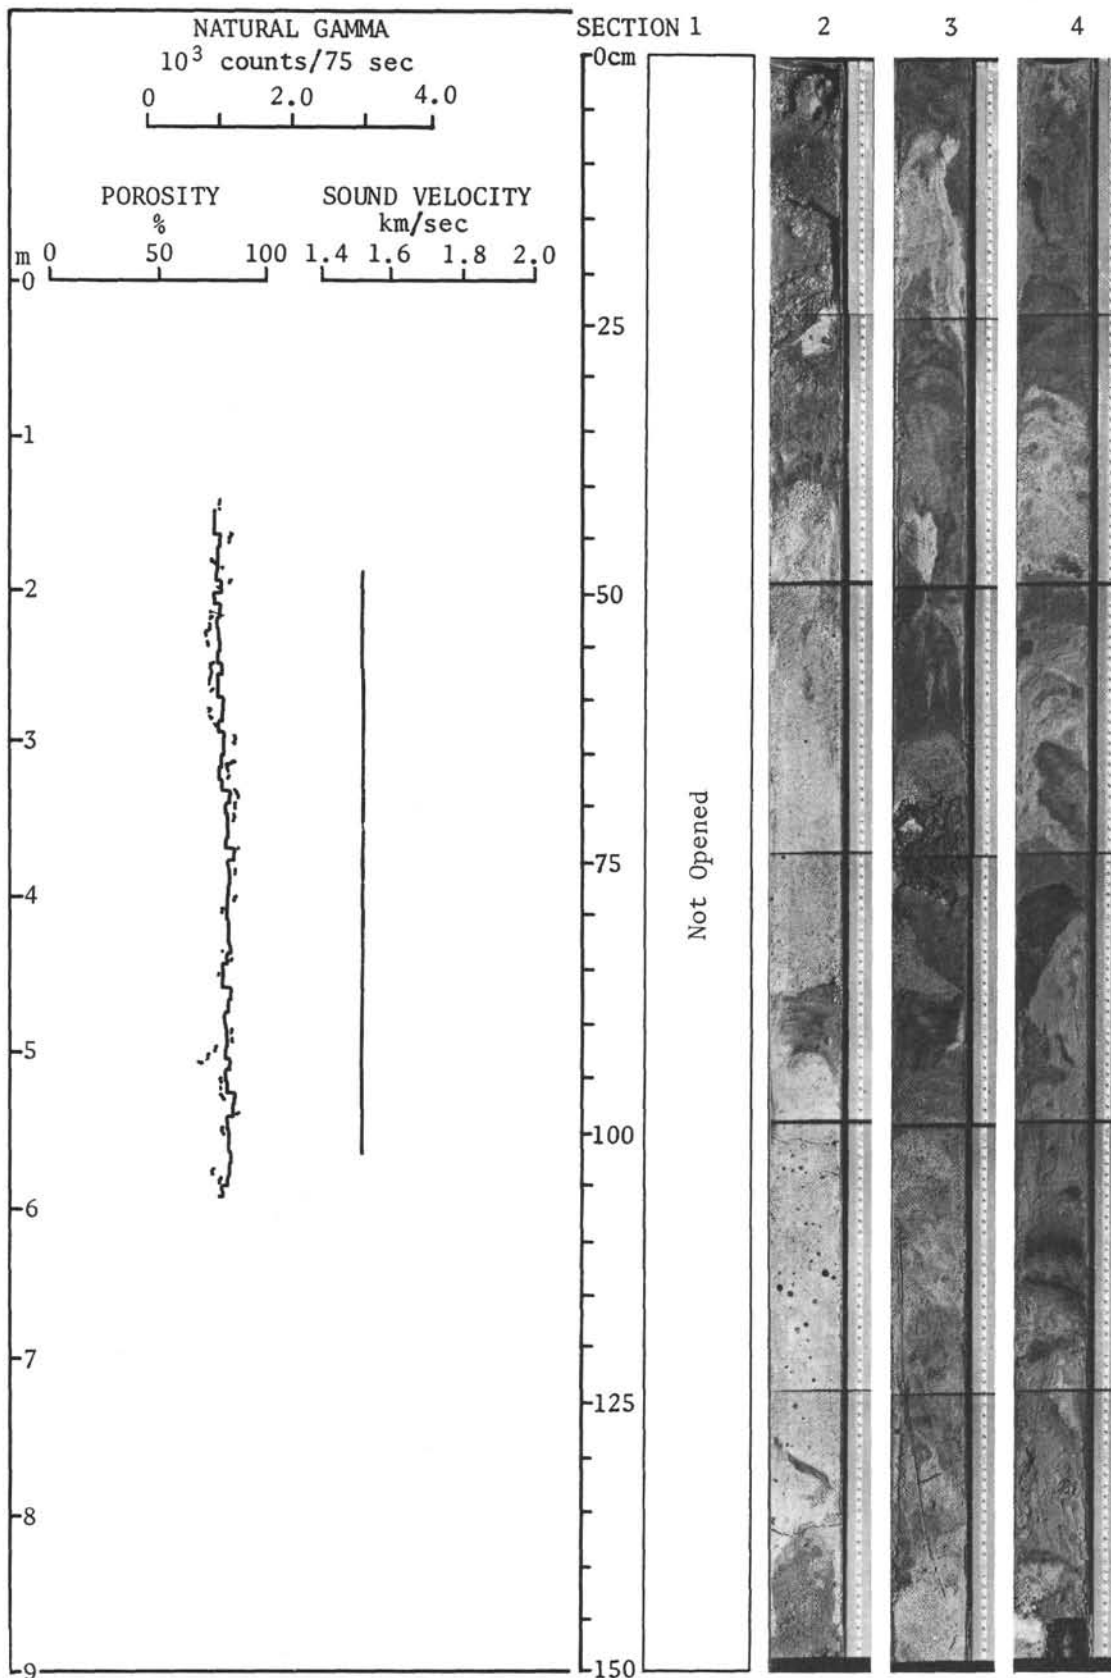 NATURAL GAMMA
10³ counts/75 sec
0 2.0 4.0
POROSITY
%
0 50 100
SOUND VELOCITY
km/sec
1.4 1.6 1.8 2.0
m
0
1
2
3
4
5
6
7
8
9
SECTION 1 2 3 4
0cm
25
50
75
100
125
150
Not Opened